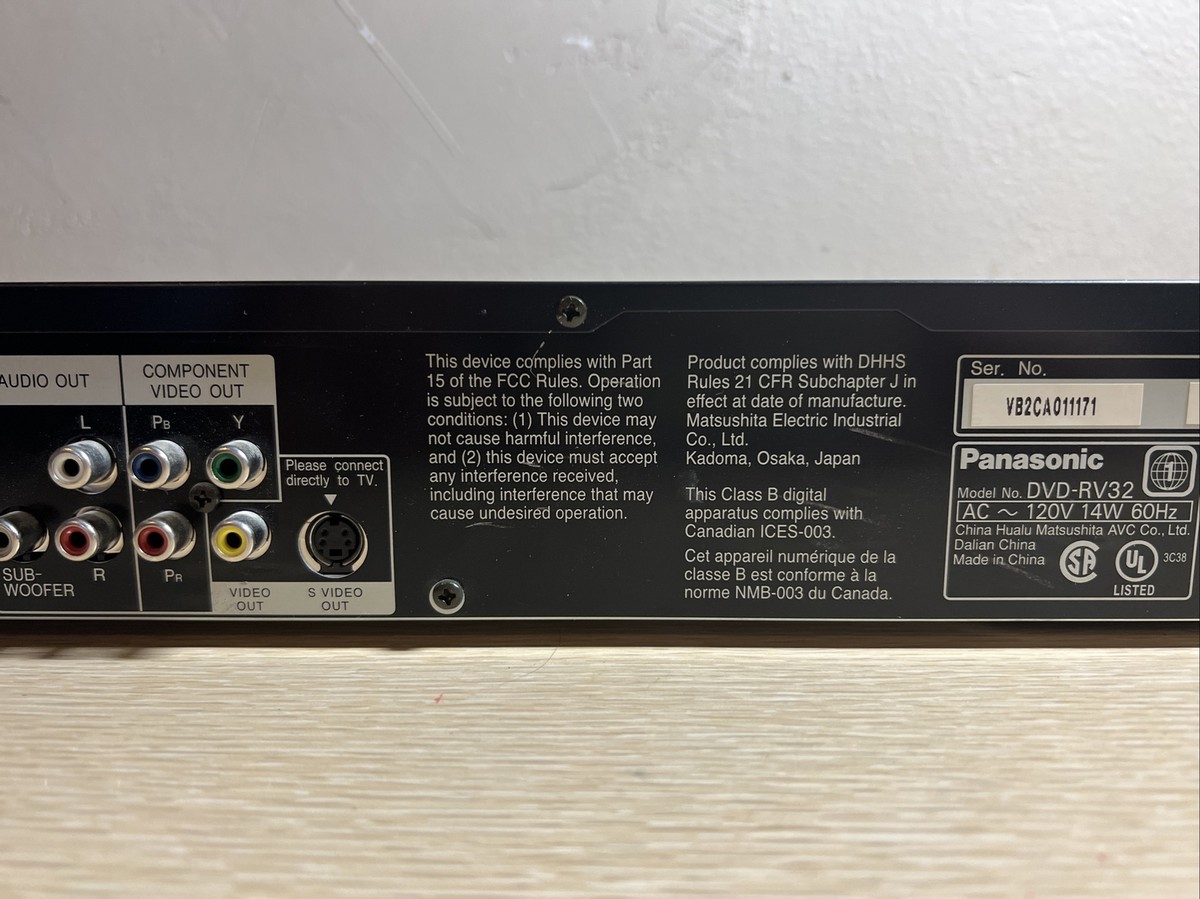 AUDIO OUT
L
SUB-
WOOFER
R
COMPONENT
VIDEO OUT
PB
Y
PR
Please connect
directly to TV.
VIDEO
OUT
S VIDEO
OUT
This device complies with Part
15 of the FCC Rules. Operation
is subject to the following two
conditions: (1) This device may
not cause harmful interference,
and (2) this device must accept
any interference received,
including interference that may
cause undesired operation.
Product complies with DHHS
Rules 21 CFR Subchapter J in
effect at date of manufacture.
Matsushita Electric Industrial
Co., Ltd.
Kadoma, Osaka, Japan
This Class B digital
apparatus complies with
Canadian ICES-003.
Cet appareil numérique de la
classe B est conforme à la
norme NMB-003 du Canada.
Ser. No.
VB2CA011171
Panasonic
1
Model No. DVD-RV32
AC ~ 120V 14W 60Hz
China Hualu Matsushita AVC Co., Ltd.
Dalian China
Made in China
SA
UL
3C38
LISTED